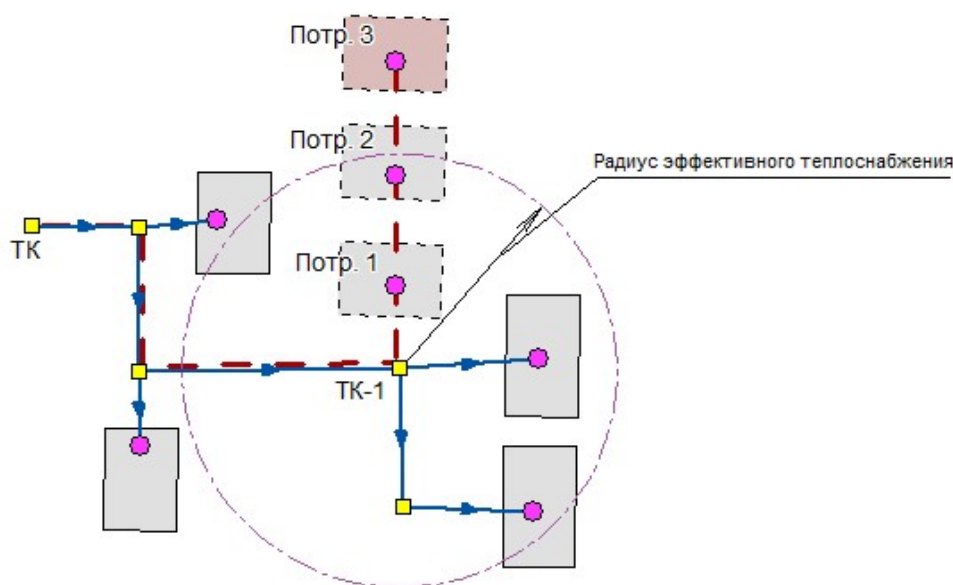 Потр. 3
Потр. 2
Радиус эффективного теплоснабжения
ТК
Потр. 1
ТК-1